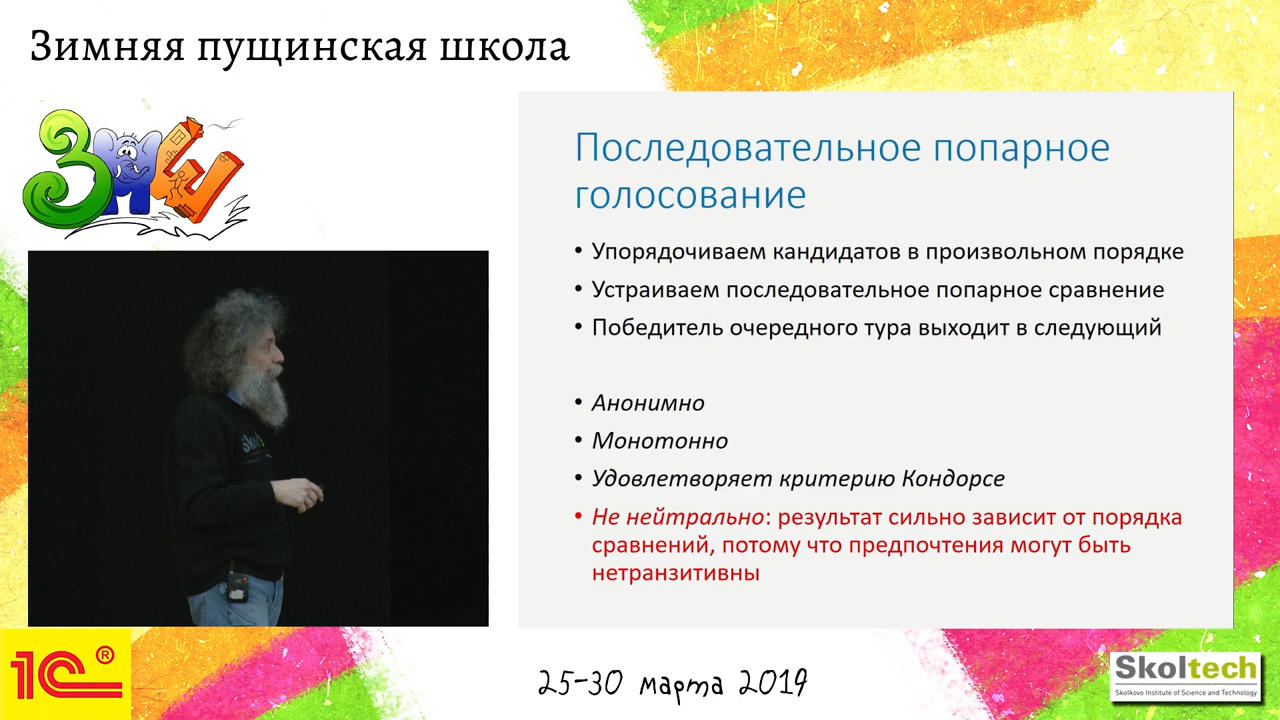 Зимняя пущинская школа
ЗПШ
Последовательное попарное
голосование
• Упорядочиваем кандидатов в произвольном порядке
• Устраиваем последовательное попарное сравнение
• Победитель очередного тура выходит в следующий
• Анонимно
• Монотонно
• Удовлетворяет критерию Кондорсе
• Не нейтрально: результат сильно зависит от порядка
сравнений, потому что предпочтения могут быть
нетранзитивны
1С®
25-30 марта 2019
Skoltech
Skolkovo Institute of Science and Technology